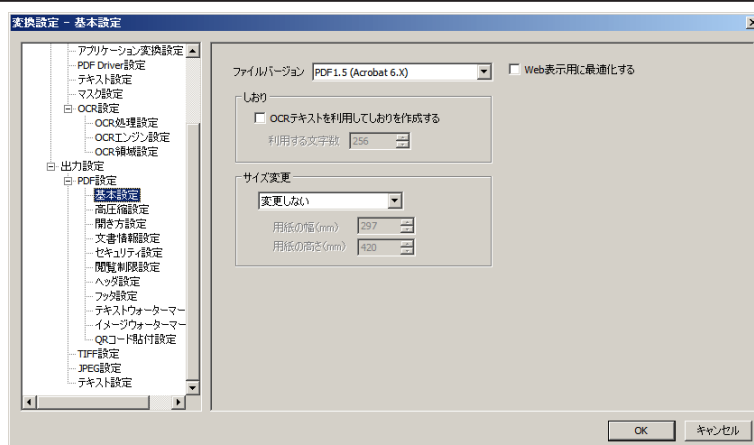 変換設定 - 基本設定
アプリケーション変換設定
PDF Driver設定
テキスト設定
マスク設定
OCR設定
OCR処理設定
OCRエンジン設定
OCR領域設定
出力設定
PDF設定
基本設定
高圧縮設定
開き方設定
文書情報設定
セキュリティ設定
閲覧制限設定
ヘッダ設定
フッタ設定
テキストウォーターマー
イメージウォーターマー
QRコード貼付設定
TIFF設定
JPEG設定
テキスト設定
ファイルバージョン PDF1.5 (Acrobat 6.X) Web表示用に最適化する
しおり
OCRテキストを利用してしおりを作成する
利用する文字数 256
サイズ変更
変更しない
用紙の幅(mm) 297
用紙の高さ(mm) 420
OK キャンセル